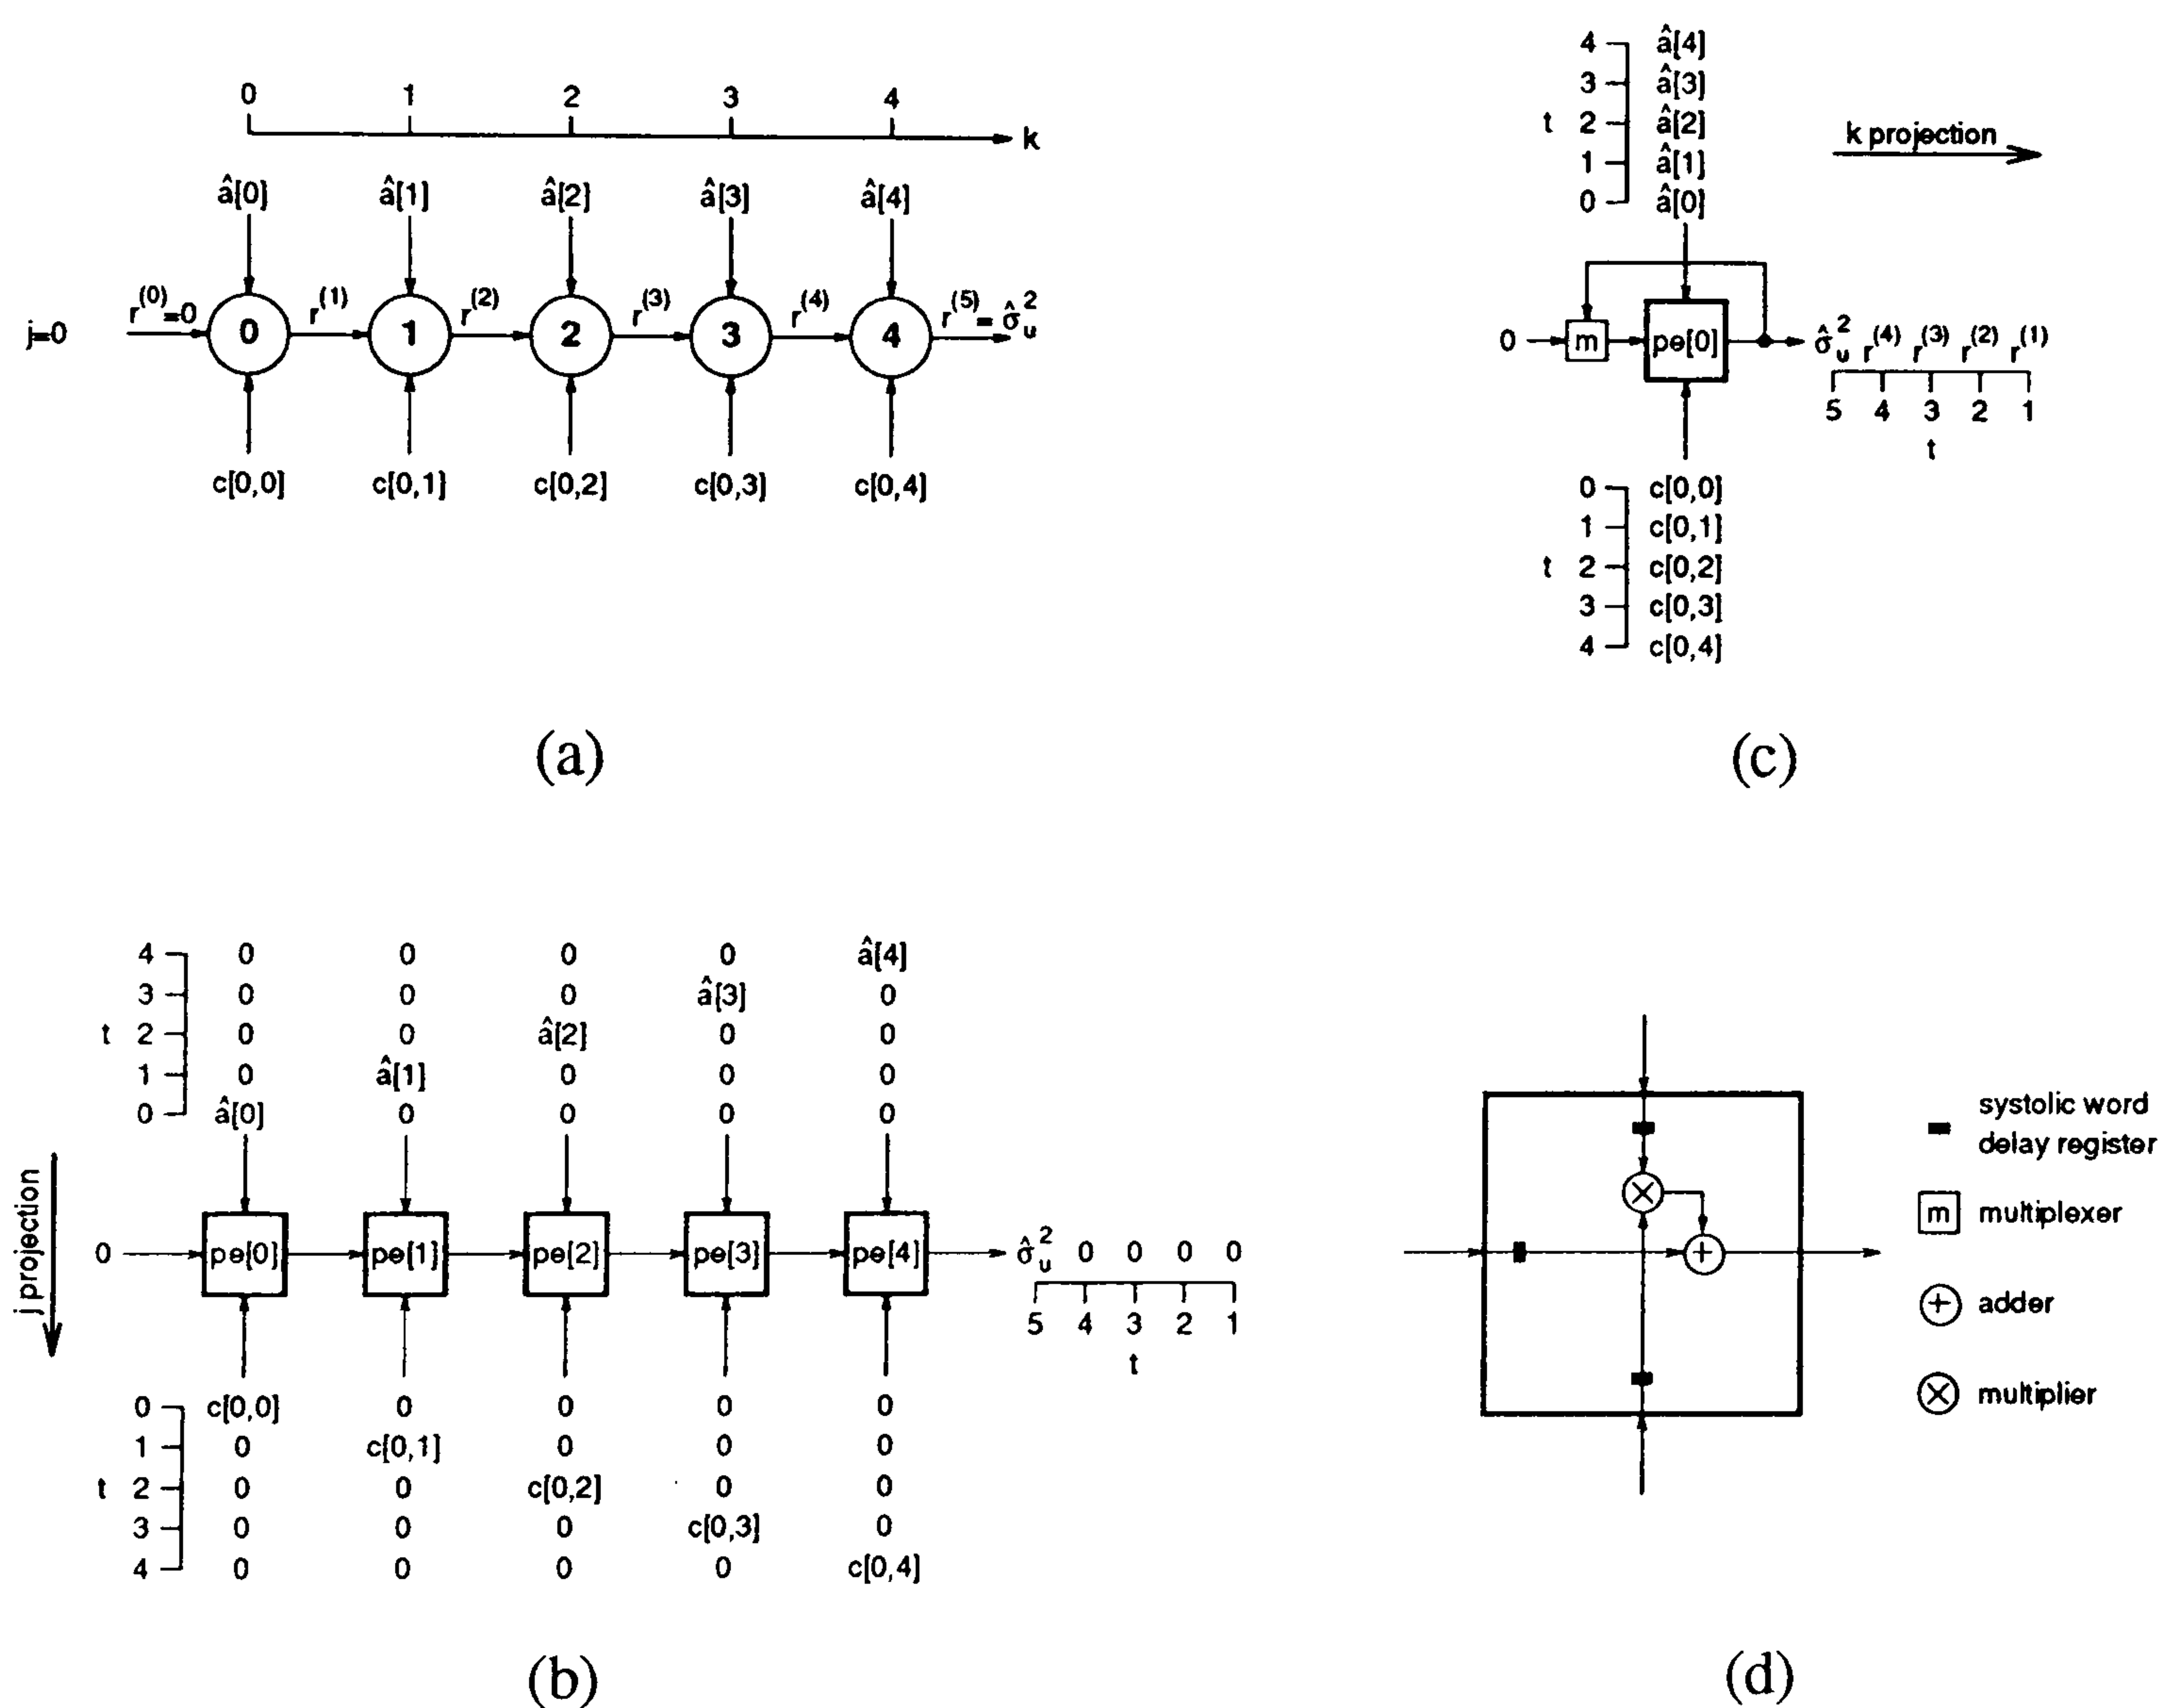 0 1 2 3 4 k
â[0] â[1] â[2] â[3] â[4]
j=0 r^(0)=0 0 r^(1) 1 r^(2) 2 r^(3) 3 r^(4) 4 r^(5)=σ̂_u^2
c[0,0] c[0,1] c[0,2] c[0,3] c[0,4]
(a)
4 â[4]
3 â[3]
t 2 â[2]
1 â[1]
0 â[0]
k projection
0 m pe[0] σ̂_u^2 r^(4) r^(3) r^(2) r^(1)
5 4 3 2 1
t
0 c[0,0]
1 c[0,1]
t 2 c[0,2]
3 c[0,3]
4 c[0,4]
(c)
4 0 0 0 0 â[4]
3 0 0 0 â[3] 0
t 2 0 0 â[2] 0 0
1 0 â[1] 0 0 0
0 â[0] 0 0 0 0
j projection
0 pe[0] pe[1] pe[2] pe[3] pe[4] σ̂_u^2 0 0 0 0
5 4 3 2 1
t
0 c[0,0] 0 0 0 0
1 0 c[0,1] 0 0 0
t 2 0 0 c[0,2] 0 0
3 0 0 0 c[0,3] 0
4 0 0 0 0 c[0,4]
(b)
× +
systolic word
delay register
m multiplexer
+ adder
× multiplier
(d)